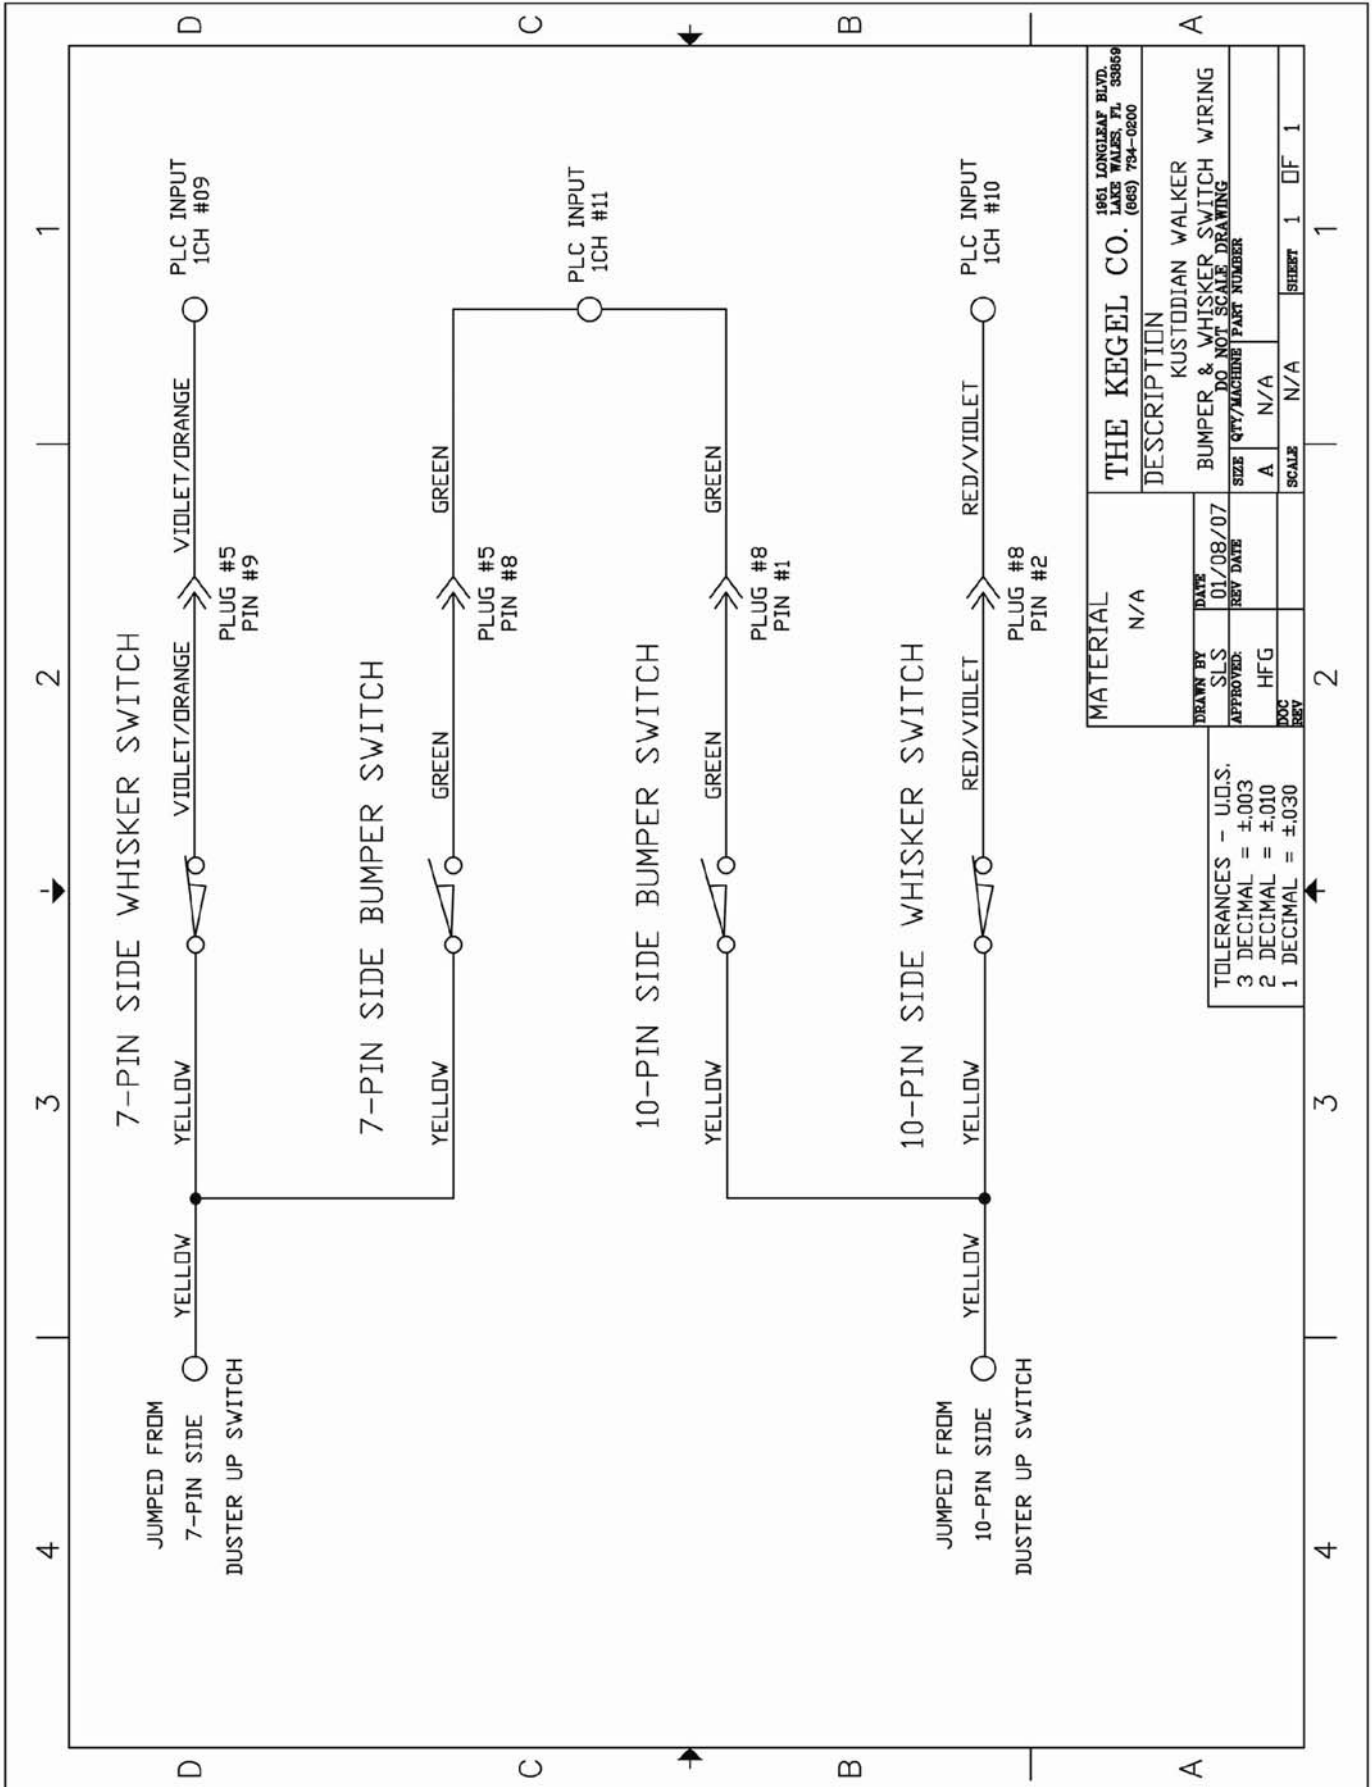 4
3
2
1
D
C
B
A
7-PIN SIDE WHISKER SWITCH
JUMPED FROM
7-PIN SIDE
DUSTER UP SWITCH
YELLOW
YELLOW
VIOLET/ORANGE
PLUG #5
PIN #9
VIOLET/ORANGE
PLC INPUT
1CH #09
7-PIN SIDE BUMPER SWITCH
YELLOW
GREEN
PLUG #5
PIN #8
GREEN
PLC INPUT
1CH #11
10-PIN SIDE BUMPER SWITCH
YELLOW
GREEN
PLUG #8
PIN #1
GREEN
10-PIN SIDE WHISKER SWITCH
JUMPED FROM
10-PIN SIDE
DUSTER UP SWITCH
YELLOW
YELLOW
RED/VIOLET
PLUG #8
PIN #2
RED/VIOLET
PLC INPUT
1CH #10
TOLERANCES - U.O.S.
3 DECIMAL = ±.003
2 DECIMAL = ±.010
1 DECIMAL = ±.030
MATERIAL
N/A
DRAWN BY
SLS
DATE
01/08/07
APPROVED:
HFG
REV DATE
DOC
REV
THE KEGEL CO.
1951 LONGLEAF BLVD.
LAKE WALES, FL 33859
(863) 734-0200
DESCRIPTION
KUSTODIAN WALKER
BUMPER & WHISKER SWITCH WIRING
DO NOT SCALE DRAWING
SIZE
A
QTY/MACHINE
N/A
PART NUMBER
SCALE N/A
SHEET 1 OF 1
D
C
B
A
4
3
2
1